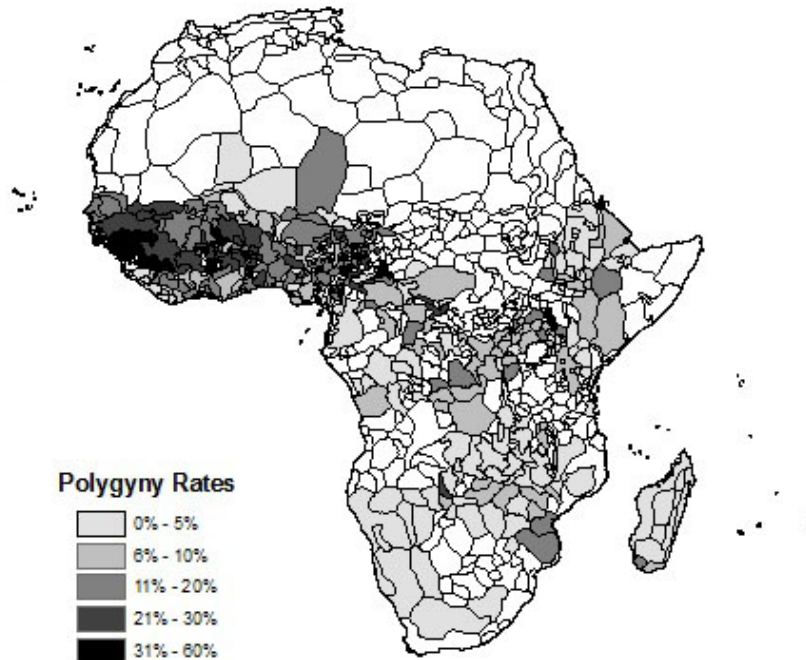 Polygyny Rates
0% - 5%
6% - 10%
11% - 20%
21% - 30%
31% - 60%